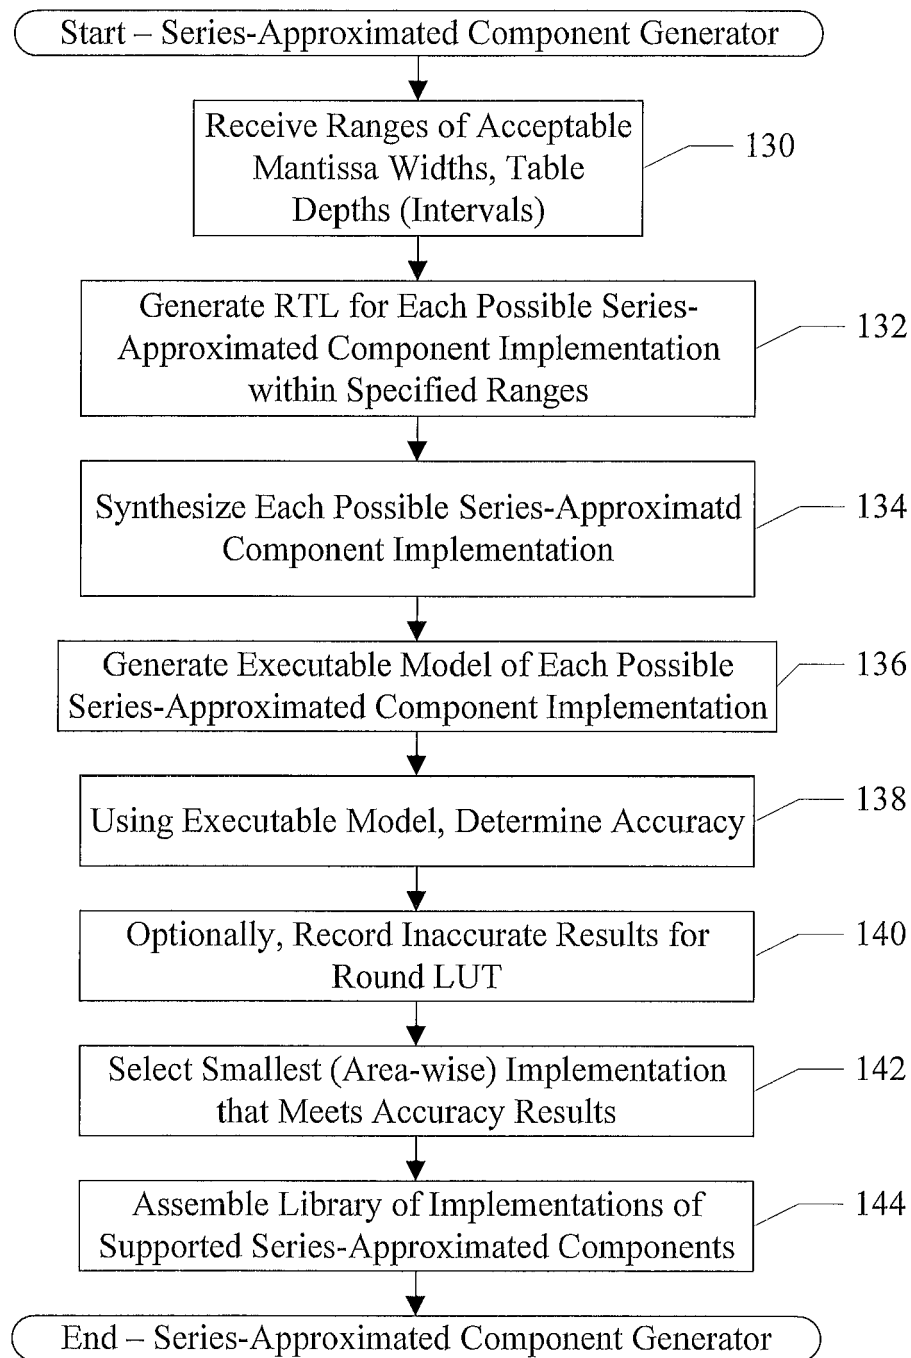 Start – Series-Approximated Component Generator
Receive Ranges of Acceptable
Mantissa Widths, Table
Depths (Intervals)
130
Generate RTL for Each Possible Series-
Approximated Component Implementation
within Specified Ranges
132
Synthesize Each Possible Series-Approximatd
Component Implementation
134
Generate Executable Model of Each Possible
Series-Approximated Component Implementation
136
Using Executable Model, Determine Accuracy
138
Optionally, Record Inaccurate Results for
Round LUT
140
Select Smallest (Area-wise) Implementation
that Meets Accuracy Results
142
Assemble Library of Implementations of
Supported Series-Approximated Components
144
End – Series-Approximated Component Generator